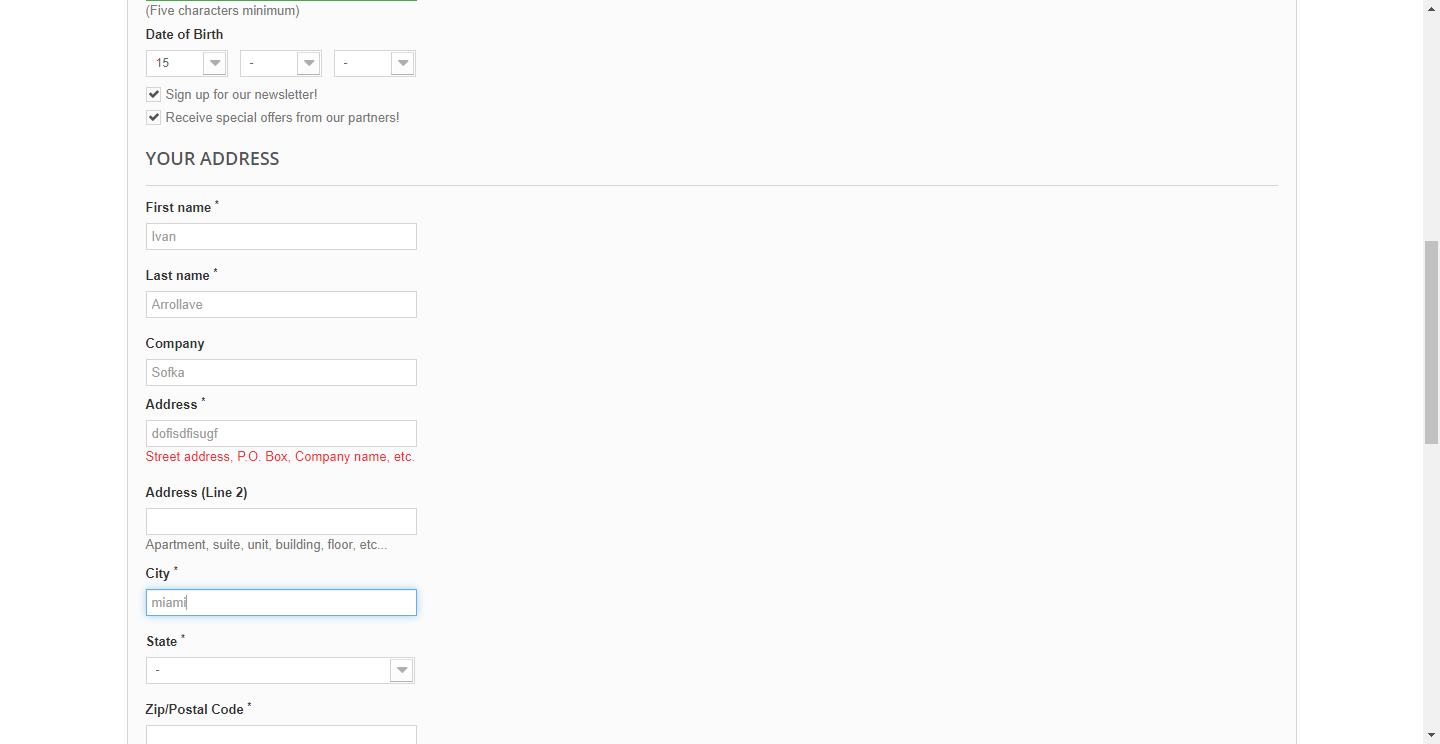 (Five characters minimum)
Date of Birth
15 - -
Sign up for our newsletter!
Receive special offers from our partners!
YOUR ADDRESS
First name *
Ivan
Last name *
Arrollave
Company
Sofka
Address *
dofisdfisugf
Street address, P.O. Box, Company name, etc.
Address (Line 2)
Apartment, suite, unit, building, floor, etc...
City *
miami
State *
-
Zip/Postal Code *